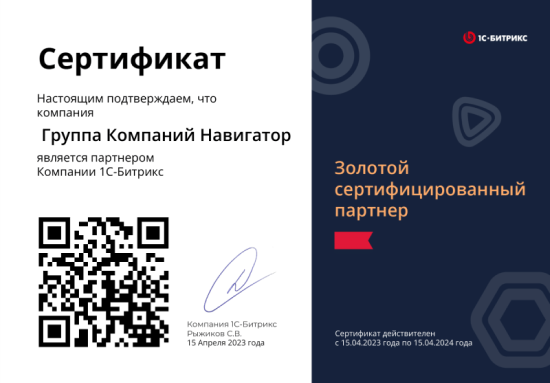 Сертификат
Настоящим подтверждаем, что
компания
Группа Компаний Навигатор
является партнером
Компании 1С-Битрикс
Компания 1С-Битрикс
Рыжиков С.В.
15 Апреля 2023 года
1С-БИТРИКС
Золотой
сертифицированный
партнер
Сертификат действителен
с 15.04.2023 года по 15.04.2024 года